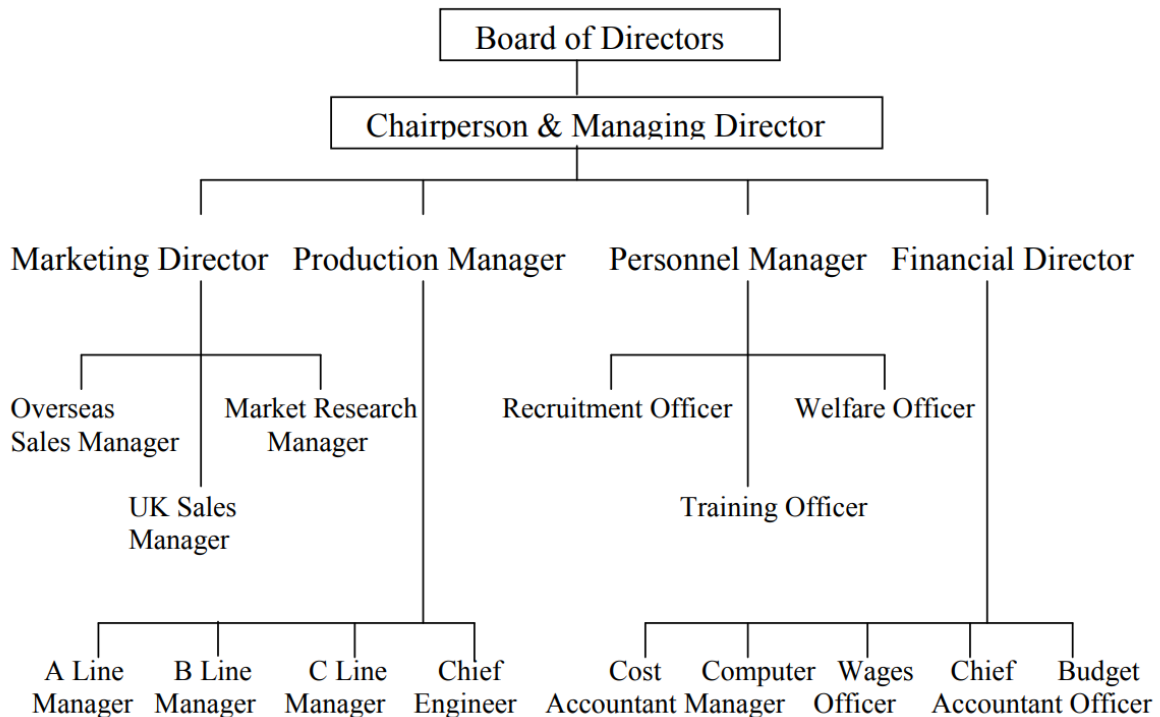 Board of Directors
Chairperson & Managing Director
Marketing Director Production Manager Personnel Manager Financial Director
Overseas
Sales Manager
Market Research
Manager
Recruitment Officer
Welfare Officer
UK Sales
Manager
Training Officer
A Line
Manager
B Line
Manager
C Line
Manager
Chief
Engineer
Cost
Accountant
Computer
Manager
Wages
Officer
Chief
Accountant
Budget
Officer